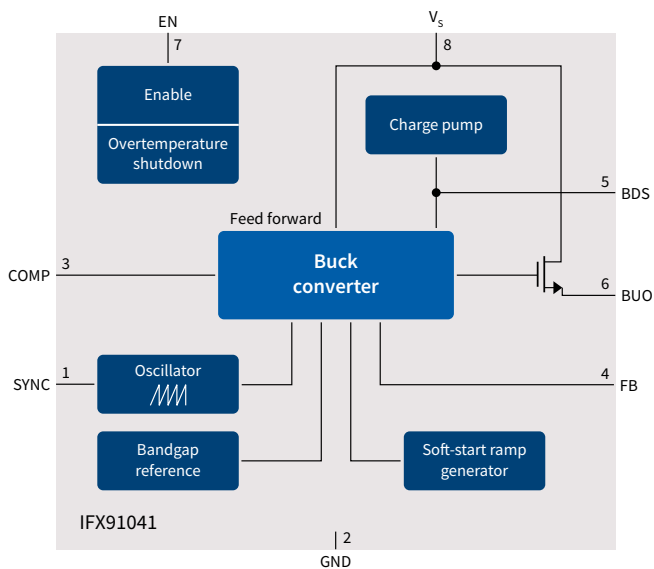 EN
7
Vs
8
Enable
Overtemperature
shutdown
Charge pump
5
BDS
Feed forward
Buck
converter
COMP
3
6
BUO
SYNC
1
Oscillator
4
FB
Bandgap
reference
Soft-start ramp
generator
IFX91041
2
GND